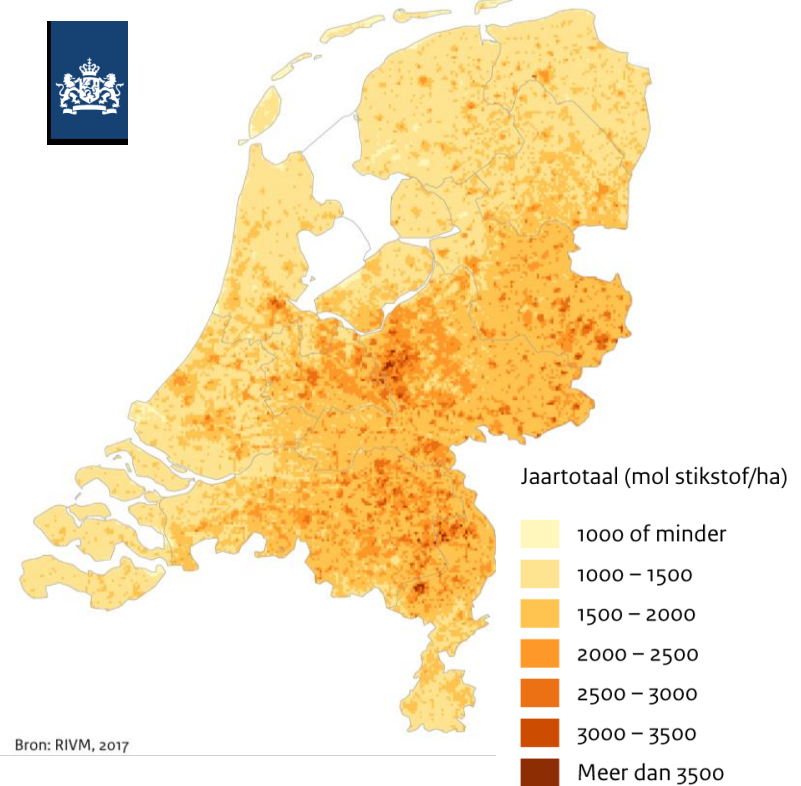 Jaartotaal (mol stikstof/ha)
1000 of minder
1000 – 1500
1500 – 2000
2000 – 2500
2500 – 3000
3000 – 3500
Meer dan 3500
Bron: RIVM, 2017